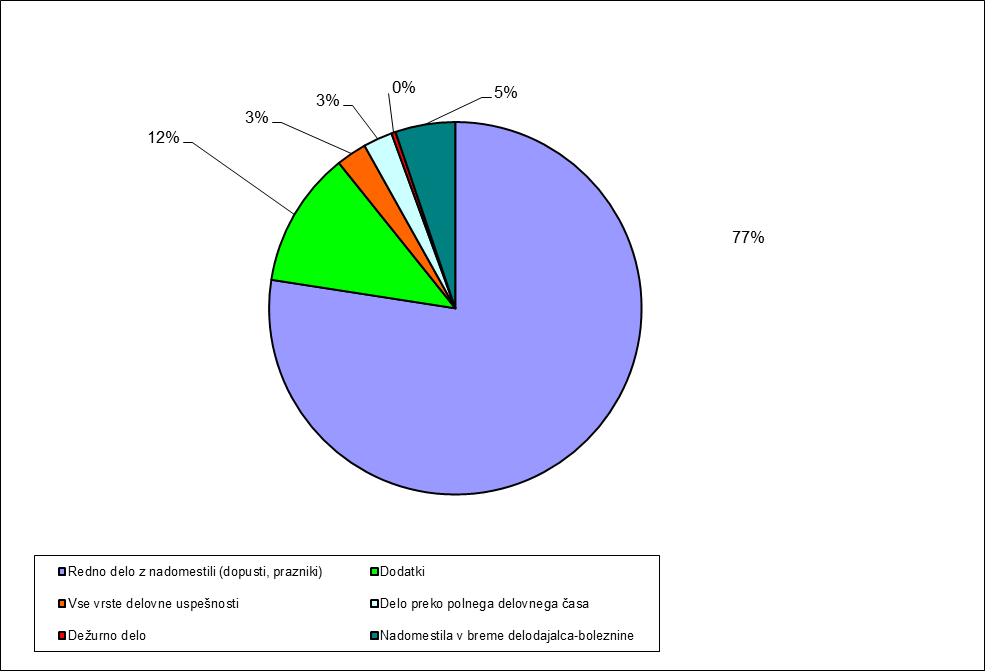 0%
5%
3%
3%
12%
77%
Redno delo z nadomestili (dopusti, prazniki)
Dodatki
Vse vrste delovne uspešnosti
Delo preko polnega delovnega časa
Dežurno delo
Nadomestila v breme delodajalca-boleznine